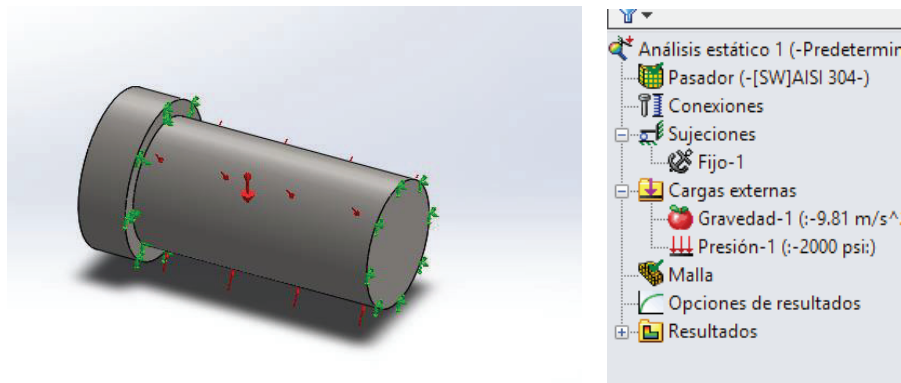 Análisis estático 1 (-Predetermin
Pasador (-[SW]AISI 304-)
Conexiones
Sujeciones
Fijo-1
Cargas externas
Gravedad-1 (:-9.81 m/s^.
Presión-1 (:-2000 psi:)
Malla
Opciones de resultados
Resultados